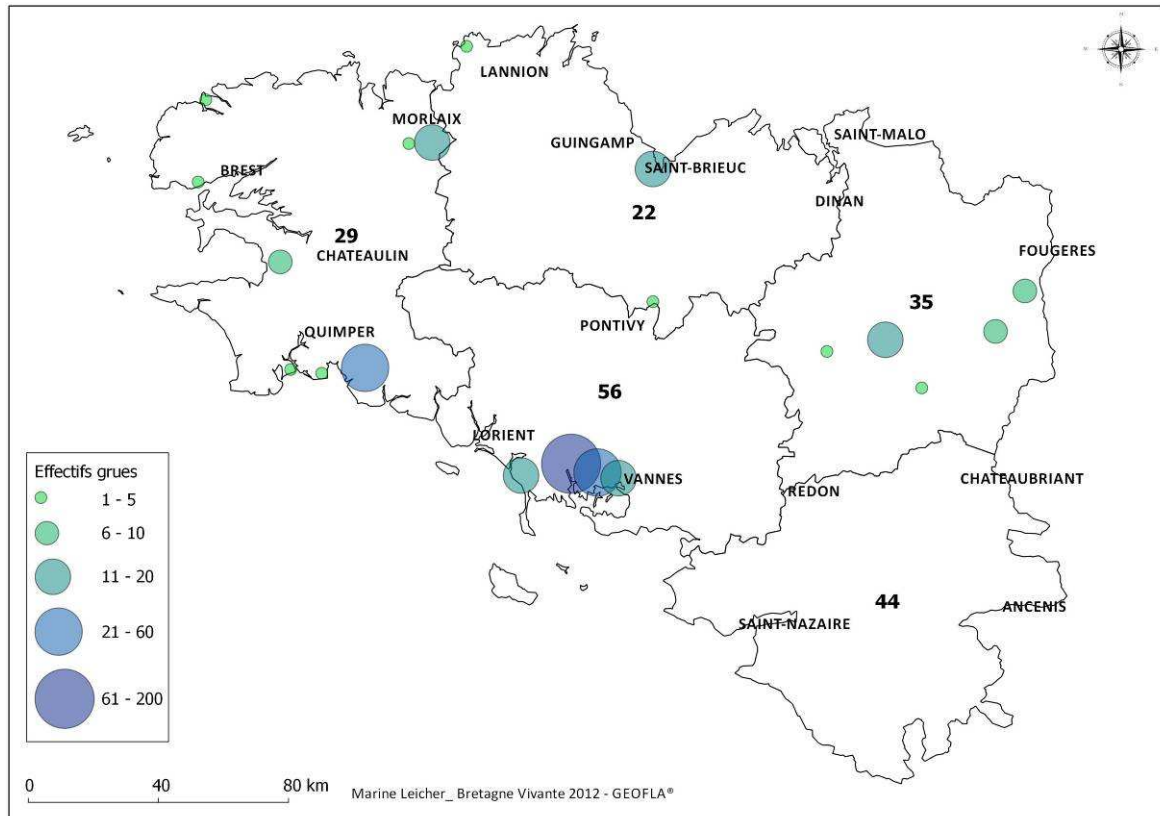 LANNION
MORLAIX
SAINT-MALO
GUINGAMP
BREST
SAINT-BRIEUC
DINAN
22
29
CHATEAULIN
FOUGERES
35
PONTIVY
QUIMPER
56
LORIENT
VANNES
REDON
CHATEAUBRIANT
44
ANCENIS
SAINT-NAZAIRE
Effectifs grues
1 - 5
6 - 10
11 - 20
21 - 60
61 - 200
0 80 km
Marine Leicher_ Bretagne Vivante 2012 - GEOFLA®